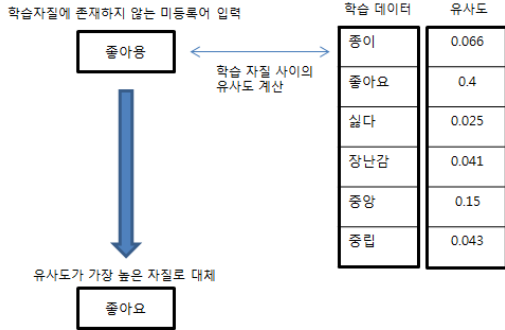 학습자질에 존재하지 않는 미등록어 입력
좋아용
학습 자질 사이의
유사도 계산
유사도가 가장 높은 자질로 대체
좋아요
학습 데이터 유사도
종이 0.066
좋아요 0.4
싫다 0.025
장난감 0.041
중앙 0.15
중립 0.043